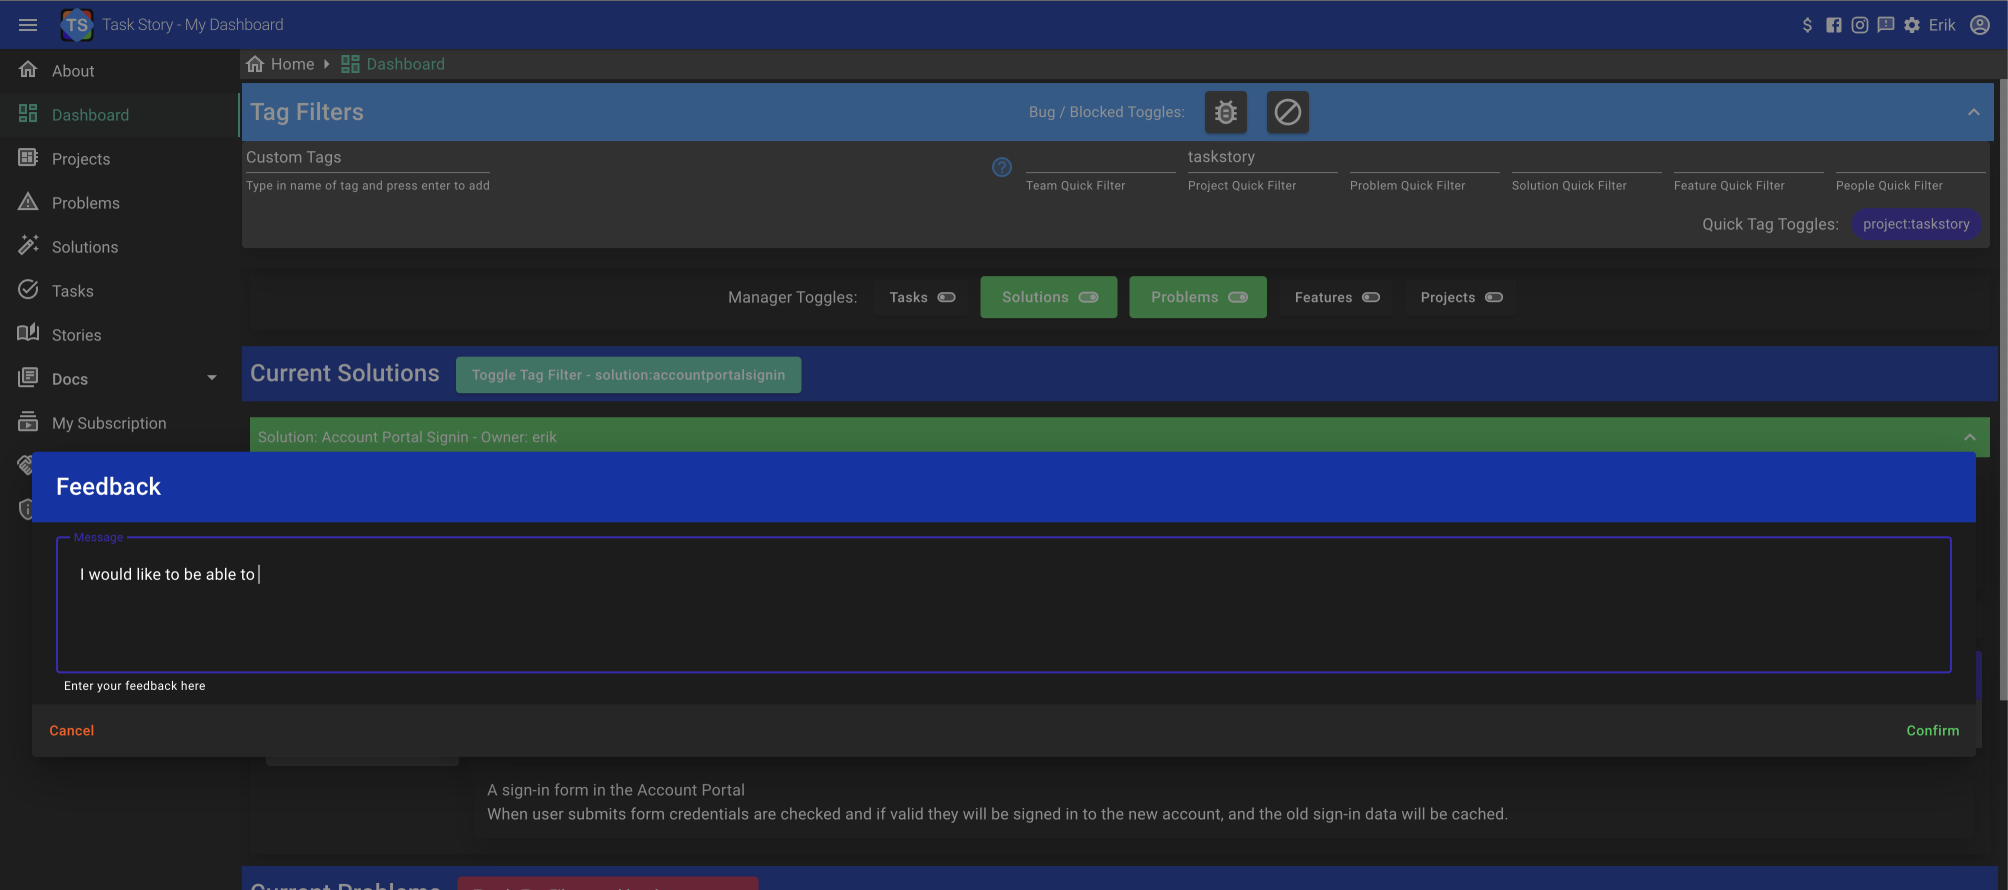 TS Task Story - My Dashboard
Erik
About
Dashboard
Projects
Problems
Solutions
Tasks
Stories
Docs
My Subscription
Home Dashboard
Tag Filters
Bug / Blocked Toggles:
Custom Tags
Type in name of tag and press enter to add
Team Quick Filter
taskstory
Project Quick Filter
Problem Quick Filter
Solution Quick Filter
Feature Quick Filter
People Quick Filter
Quick Tag Toggles: project:taskstory
Manager Toggles: Tasks Solutions Problems Features Projects
Current Solutions Toggle Tag Filter - solution:accountportalsignin
Solution: Account Portal Signin - Owner: erik
Feedback
Message
I would like to be able to
Enter your feedback here
Cancel Confirm
A sign-in form in the Account Portal
When user submits form credentials are checked and if valid they will be signed in to the new account, and the old sign-in data will be cached.
Current Problems